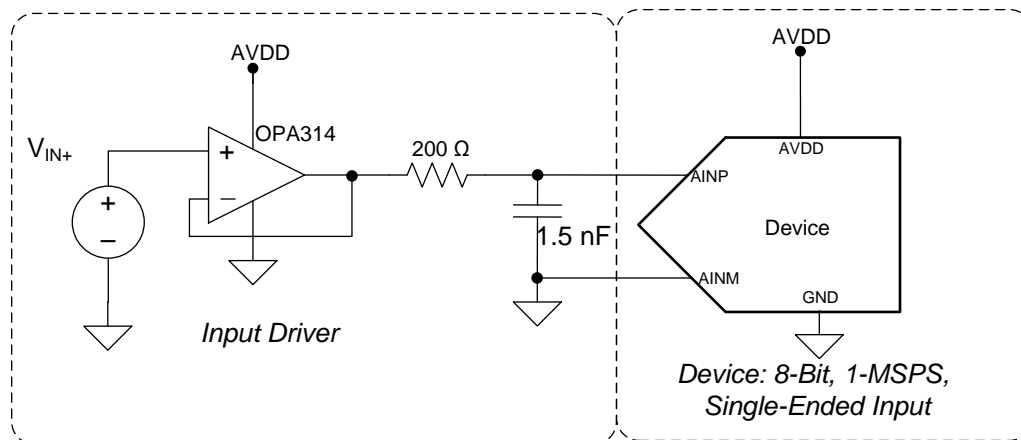 AVDD
OPA314
VIN+
+
−
+
−
200 Ω
1.5 nF
Input Driver
AVDD
AVDD
AINP
Device
AINM
GND
Device: 8-Bit, 1-MSPS,
Single-Ended Input